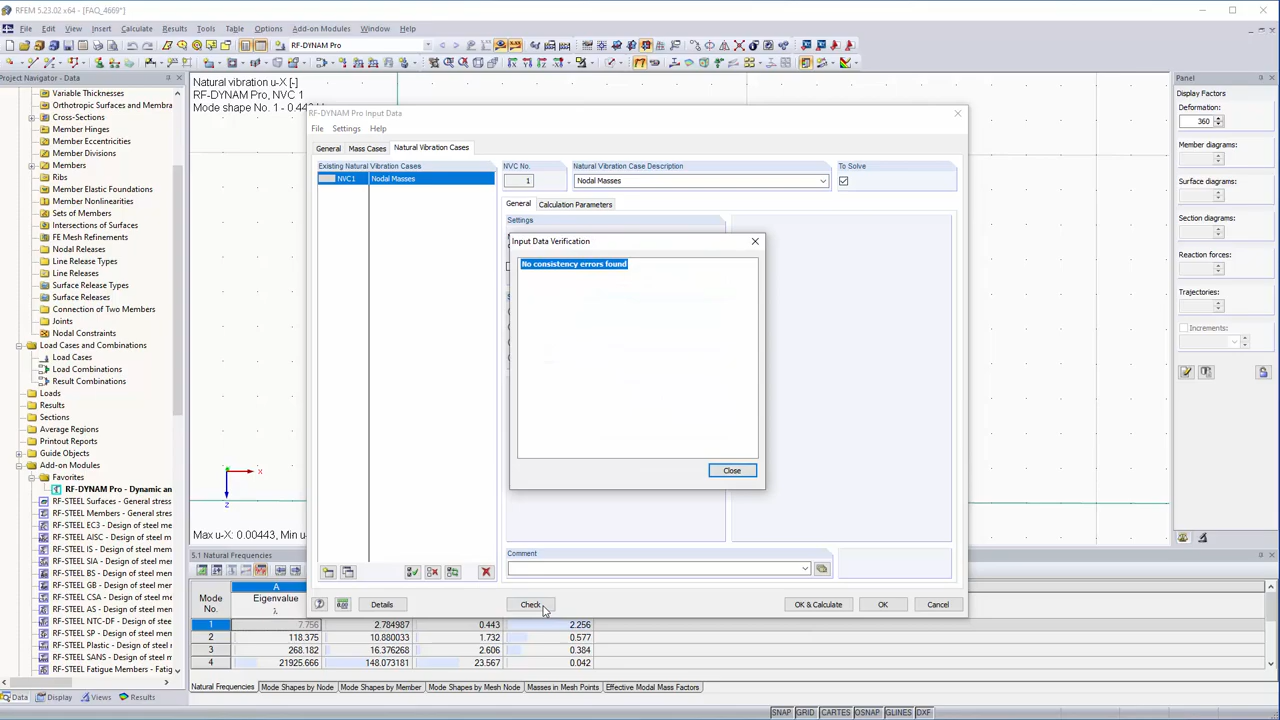 RFEM 5.23.02 x64 - [FAQ_4669*]
File Edit View Insert Calculate Results Tools Table Options Add-on Modules Window Help
RF-DYNAM Pro
Project Navigator - Data
Variable Thicknesses
Orthotropic Surfaces and Membra
Cross-Sections
Member Hinges
Member Eccentricities
Member Divisions
Members
Ribs
Member Elastic Foundations
Member Nonlinearities
Sets of Members
Intersections of Surfaces
FE Mesh Refinements
Nodal Releases
Line Release Types
Line Releases
Surface Release Types
Surface Releases
Connection of Two Members
Joints
Nodal Constraints
Load Cases and Combinations
Load Cases
Load Combinations
Result Combinations
Loads
Results
Sections
Average Regions
Printout Reports
Guide Objects
Add-on Modules
Favorites
RF-DYNAM Pro - Dynamic an
RF-STEEL Surfaces - General stress
RF-STEEL Members - General stress
RF-STEEL EC3 - Design of steel me
RF-STEEL AISC - Design of steel m
RF-STEEL IS - Design of steel mem
RF-STEEL SIA - Design of steel me
RF-STEEL BS - Design of steel mem
RF-STEEL GB - Design of steel mem
RF-STEEL CSA - Design of steel me
RF-STEEL AS - Design of steel mem
RF-STEEL NTC-DF - Design of steel
RF-STEEL SP - Design of steel mem
RF-STEEL Plastic - Design of steel
RF-STEEL SANS - Design of steel m
RF-STEEL Fatigue Members - Fatigu
Data Display Views Results
Natural vibration u-X [-]
RF-DYNAM Pro, NVC 1
Mode shape No. 1 - 0.443
x
z
Max u-X: 0.00443, Min u-
RF-DYNAM Pro Input Data
File Settings Help
General Mass Cases Natural Vibration Cases
Existing Natural Vibration Cases
NVC1 Nodal Masses
NVC No.
1
Natural Vibration Case Description
Nodal Masses
To Solve
General Calculation Parameters
Settings
Input Data Verification
No consistency errors found
Close
Comment
Details Check OK & Calculate OK Cancel
5.1 Natural Frequencies
Mode
No.
A
Eigenvalue
1 7.756 2.784987 0.443 2.256
2 118.375 10.880033 1.732 0.577
3 268.182 16.376268 2.606 0.384
4 21925.666 148.073181 23.567 0.042
Natural Frequencies Mode Shapes by Node Mode Shapes by Member Mode Shapes by Mesh Node Masses in Mesh Points Effective Modal Mass Factors
Panel
Display Factors
Deformation:
360
Member diagrams:
Surface diagrams:
Section diagrams:
Reaction forces:
Trajectories:
Increments:
SNAP GRID CARTES OSNAP GLINES DXF